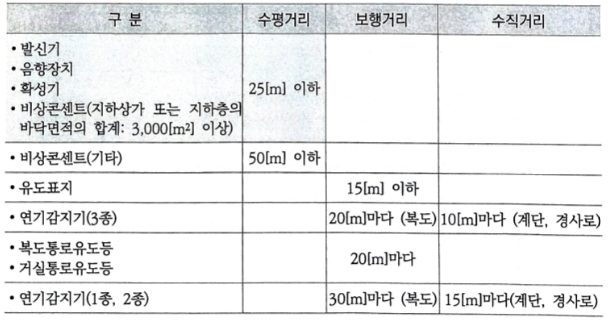 구 분 수평거리 보행거리 수직거리
• 발신기
• 음향장치
• 확성기 25[m] 이하
• 비상콘센트(지하상가 또는 지하층의
바닥면적의 합계: 3,000[m²] 이상)
• 비상콘센트(기타) 50[m] 이하
• 유도표지 15[m] 이하
• 연기감지기(3종) 20[m]마다 (복도) 10[m]마다 (계단, 경사로)
• 복도통로유도등
• 거실통로유도등 20[m]마다
• 연기감지기(1종, 2종) 30[m]마다 (복도) 15[m]마다(계단, 경사로)